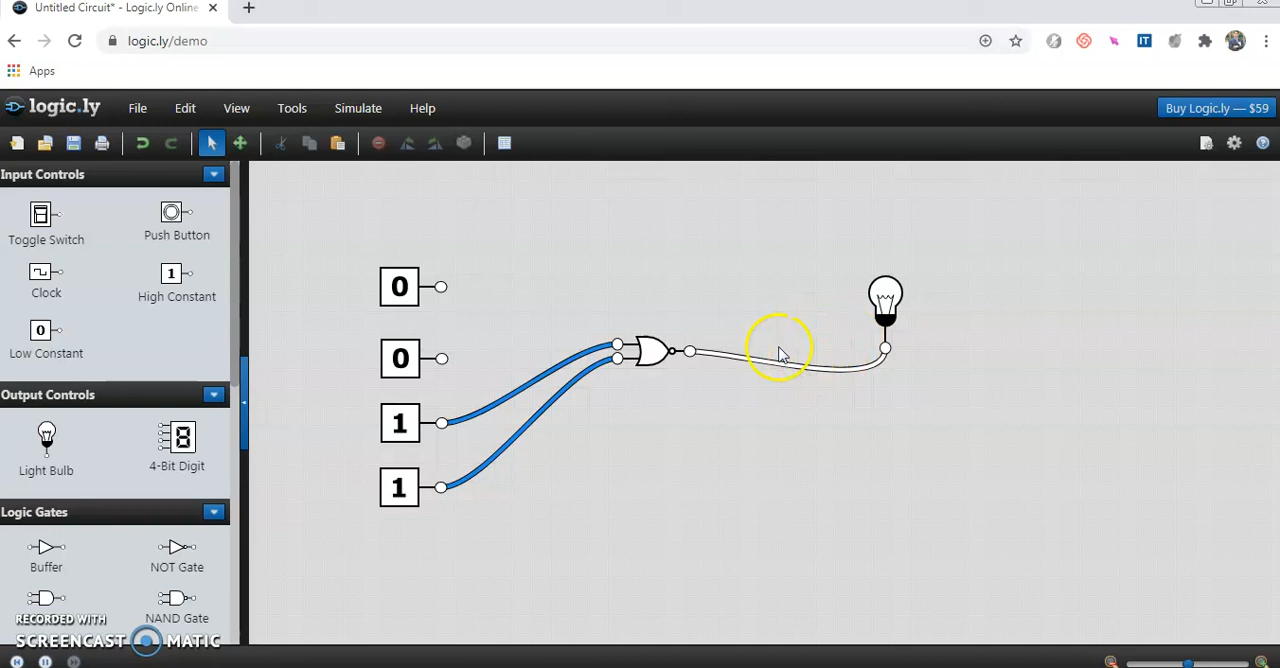 Untitled Circuit* - Logic.ly Online
logic.ly/demo
IT
Apps
logic.ly
File
Edit
View
Tools
Simulate
Help
Buy Logic.ly — $59
Input Controls
Toggle Switch
Push Button
Clock
1
High Constant
0
Low Constant
Output Controls
Light Bulb
8
4-Bit Digit
Logic Gates
Buffer
NOT Gate
NAND Gate
0
0
1
1
RECORDED WITH
SCREENCAST MATIC